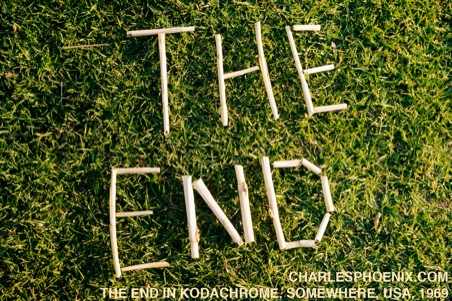 THE
END
CHARLESPHOENIX.COM
THE END IN KODACHROME, SOMEWHERE, USA, 1969